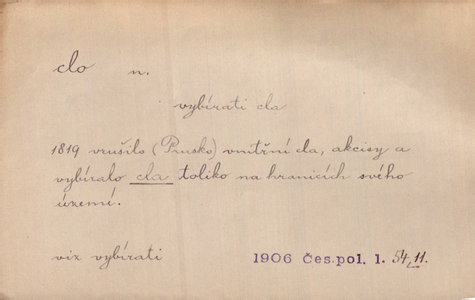 clo n.
vybírati cla
1819 zrušilo (Prusko) vnitřní cla, akcisy a
vybíralo cla toliko na hranicích svého
území.
viz vybírati 1906 Čes.pol. 1. 54, 11.